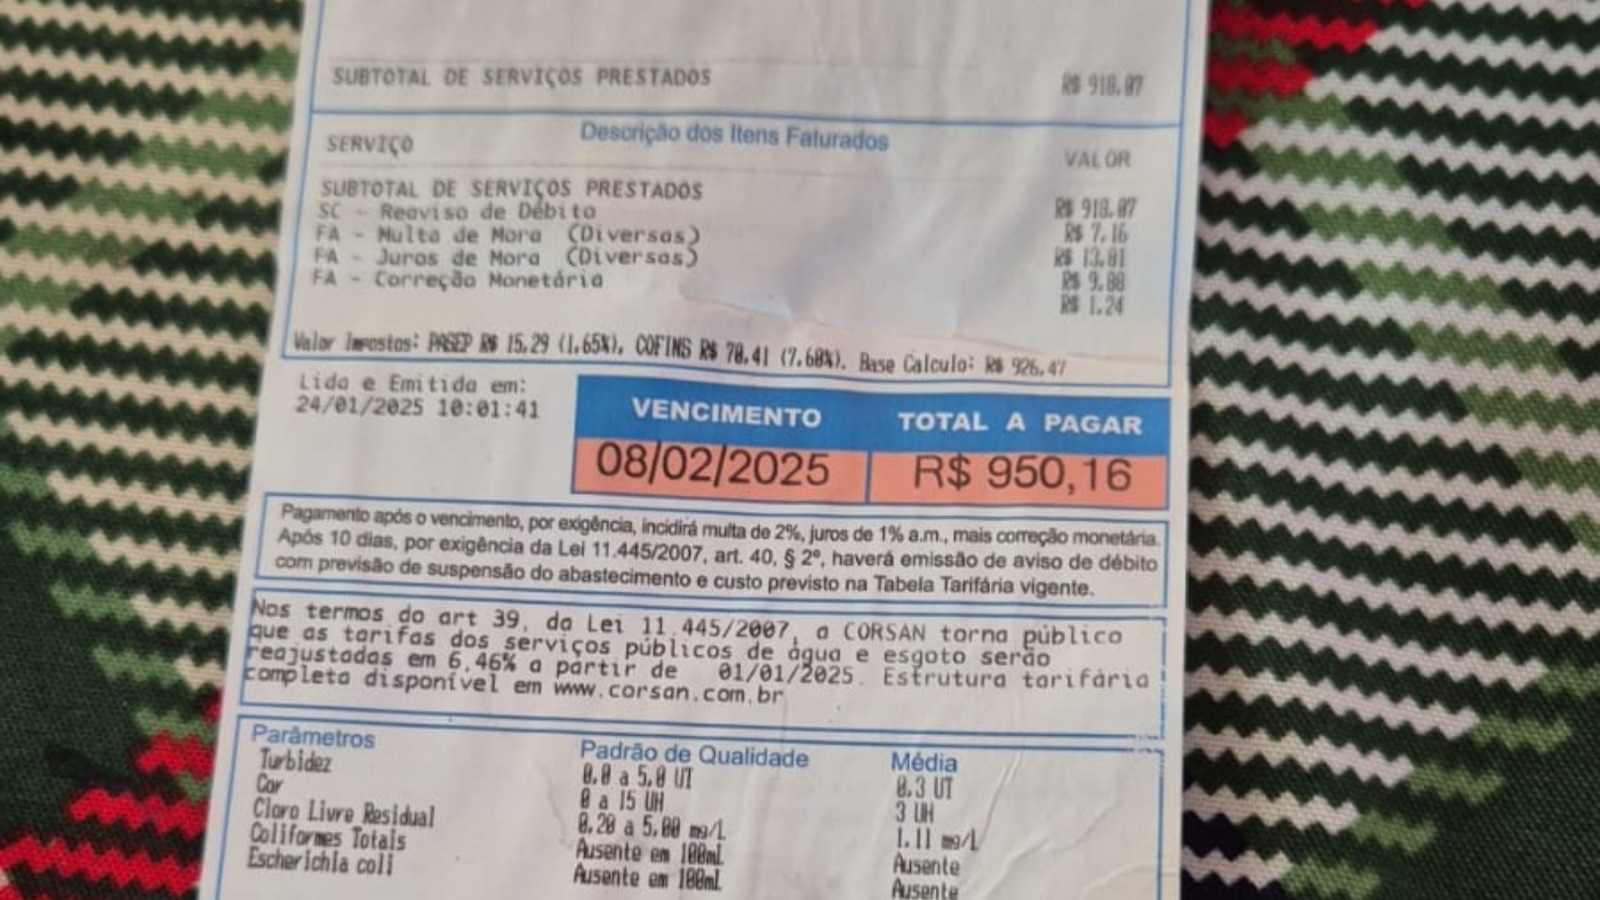 SUBTOTAL DE SERVIÇOS PRESTADOS R$ 918,07
Descrição dos Itens Faturados
SERVIÇO VALOR
SUBTOTAL DE SERVIÇOS PRESTADOS R$ 918,07
SC - Reaviso de Débito R$ 7,16
FA - Multa de Mora (Diversas) R$ 13,81
FA - Juros de Mora (Diversas) R$ 9,88
FA - Correção Monetária R$ 1,24
Valor Impostos: PASEP R$ 15,29 (1,65%), COFINS R$ 70,41 (7,60%). Base Calculo: R$ 926,47
Lida e Emitida em:
24/01/2025 10:01:41
VENCIMENTO TOTAL A PAGAR
08/02/2025 R$ 950,16
Pagamento após o vencimento, por exigência, incidirá multa de 2%, juros de 1% a.m., mais correção monetária.
Após 10 dias, por exigência da Lei 11.445/2007, art. 40, § 2º, haverá emissão de aviso de débito
com previsão de suspensão do abastecimento e custo previsto na Tabela Tarifária vigente.
Nos termos do art 39, da Lei 11.445/2007, a CORSAN torna público
que as tarifas dos serviços públicos de água e esgoto serão
reajustadas em 6,46% a partir de 01/01/2025. Estrutura tarifária
completa disponível em www.corsan.com.br
Parâmetros Padrão de Qualidade Média
Turbidez 0,0 a 5,0 UT 0,3 UT
Cor 0 a 15 UH 3 UH
Cloro Livre Residual 0,20 a 5,00 mg/L 1,11 mg/L
Coliformes Totais Ausente em 100mL Ausente
Escherichia coli Ausente em 100mL Ausente